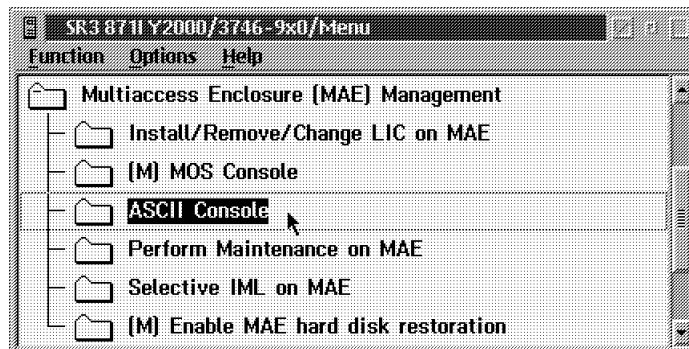 SR3 8711 Y2000/3746-9x0/Menu
Function Options Help
Multiaccess Enclosure (MAE) Management
Install/Remove/Change LIC on MAE
(M) MOS Console
ASCII Console
Perform Maintenance on MAE
Selective IML on MAE
(M) Enable MAE hard disk restoration